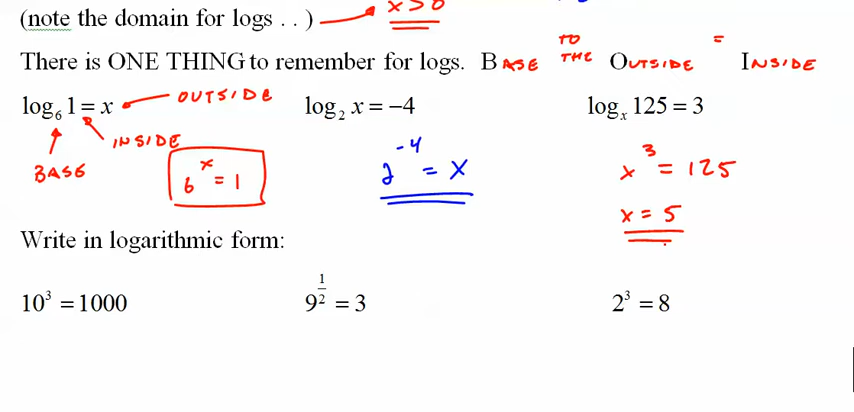 (note the domain for logs . . ) x > 0
There is ONE THING to remember for logs. BASE TO THE OUTSIDE = INSIDE
log₆ 1 = x OUTSIDE log₂ x = −4 logₓ 125 = 3
INSIDE
BASE 6ˣ = 1 2⁻⁴ = x x³ = 125
x = 5
Write in logarithmic form:
10³ = 1000 9^(1/2) = 3 2³ = 8